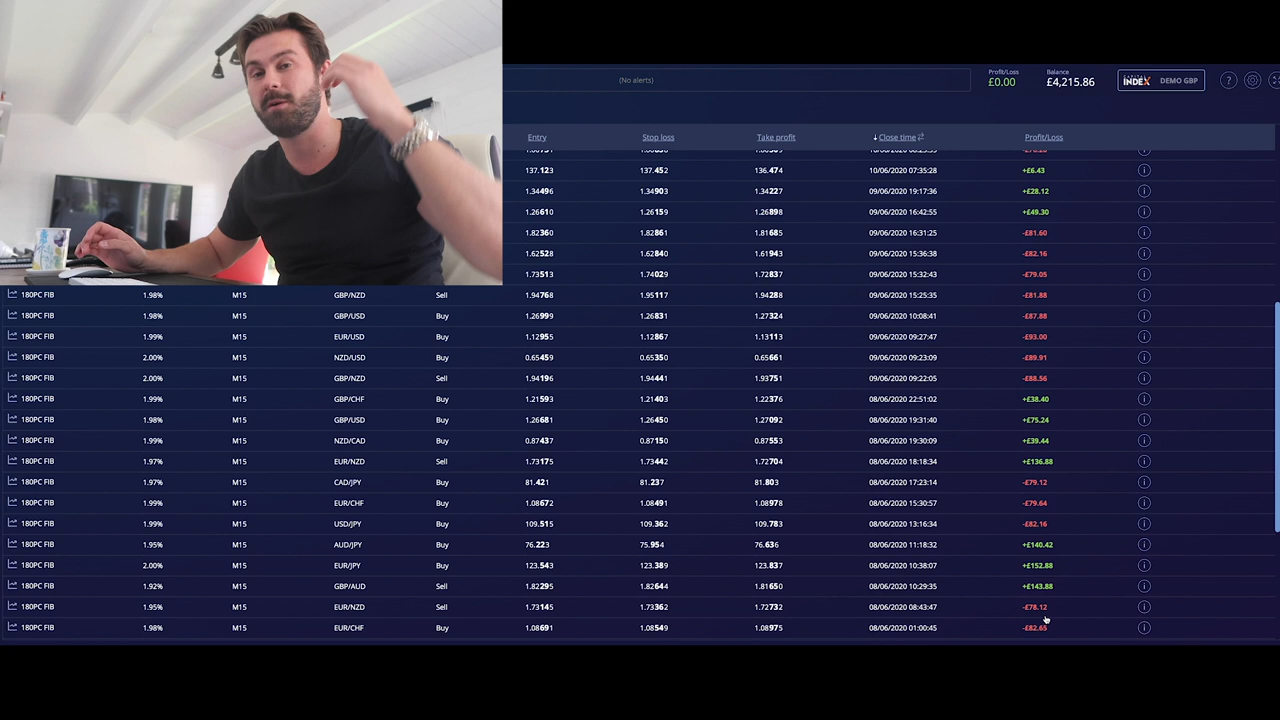 (No alerts)
Profit/Loss £0.00
Balance £4,215.86
INDEX DEMO GBP
?
Entry Stop loss Take profit Close time Profit/Loss
137.123 137.452 136.474 10/06/2020 07:35:28 +£6.43
1.34496 1.34903 1.34227 09/06/2020 19:17:36 +£28.12
1.26610 1.26159 1.26898 09/06/2020 16:42:55 +£49.30
1.82360 1.82861 1.81685 09/06/2020 16:31:25 -£81.60
1.62528 1.62840 1.61943 09/06/2020 15:36:38 -£82.16
1.73513 1.74029 1.72837 09/06/2020 15:32:43 -£79.05
180PC FIB 1.98% M15 GBP/NZD Sell 1.94768 1.95117 1.94288 09/06/2020 15:25:35 -£81.88
180PC FIB 1.98% M15 GBP/USD Buy 1.26999 1.26831 1.27324 09/06/2020 10:08:41 -£87.88
180PC FIB 1.99% M15 EUR/USD Buy 1.12955 1.12867 1.13113 09/06/2020 09:27:47 -£93.00
180PC FIB 2.00% M15 NZD/USD Buy 0.65459 0.65350 0.65661 09/06/2020 09:23:09 -£89.91
180PC FIB 2.00% M15 GBP/NZD Sell 1.94196 1.94441 1.93751 09/06/2020 09:22:05 -£88.56
180PC FIB 1.99% M15 GBP/CHF Buy 1.21593 1.21403 1.22376 08/06/2020 22:51:02 +£38.40
180PC FIB 1.98% M15 GBP/USD Buy 1.26681 1.26450 1.27092 08/06/2020 19:31:40 +£75.24
180PC FIB 1.99% M15 NZD/CAD Buy 0.87437 0.87150 0.87553 08/06/2020 19:30:09 +£39.44
180PC FIB 1.97% M15 EUR/NZD Sell 1.73175 1.73442 1.72704 08/06/2020 18:18:34 +£136.88
180PC FIB 1.97% M15 CAD/JPY Buy 81.421 81.237 81.803 08/06/2020 17:23:14 -£79.12
180PC FIB 1.99% M15 EUR/CHF Buy 1.08672 1.08491 1.08978 08/06/2020 15:30:57 -£79.64
180PC FIB 1.99% M15 USD/JPY Buy 109.515 109.362 109.783 08/06/2020 13:16:34 -£82.16
180PC FIB 1.95% M15 AUD/JPY Buy 76.223 75.954 76.636 08/06/2020 11:18:32 +£140.42
180PC FIB 2.00% M15 EUR/JPY Buy 123.543 123.389 123.837 08/06/2020 10:38:07 +£152.88
180PC FIB 1.92% M15 GBP/AUD Sell 1.82295 1.82644 1.81650 08/06/2020 10:29:35 +£143.88
180PC FIB 1.95% M15 EUR/NZD Sell 1.73145 1.73362 1.72732 08/06/2020 08:43:47 -£78.12
180PC FIB 1.98% M15 EUR/CHF Buy 1.08691 1.08549 1.08975 08/06/2020 01:00:45 -£82.65